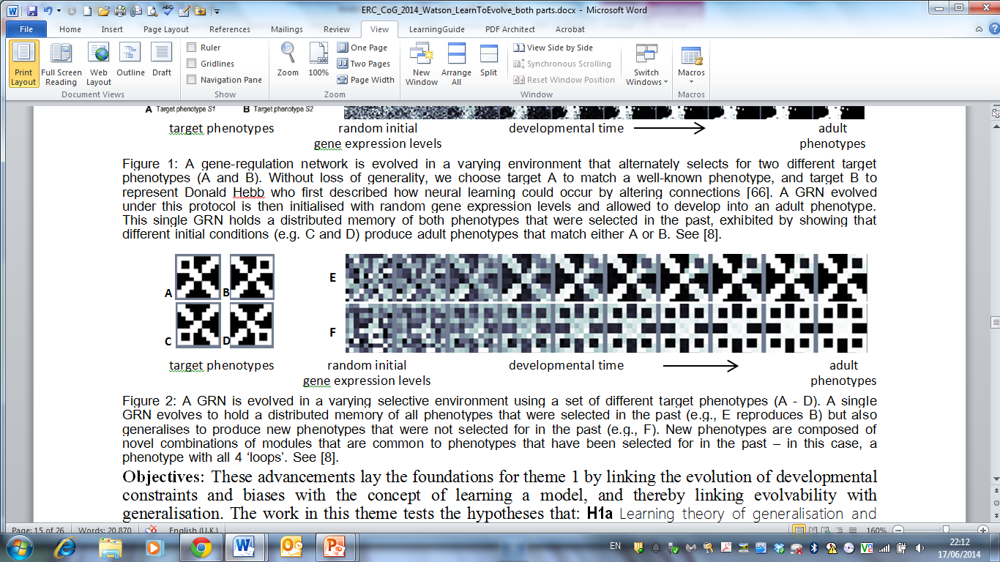 ERC_CoG_2014_Watson_LearnToEvolve_both parts.docx - Microsoft Word
File Home Insert Page Layout References Mailings Review View LearningGuide PDF Architect Acrobat
Print Layout
Full Screen Reading
Web Layout
Outline
Draft
Document Views
Ruler
Gridlines
Navigation Pane
Show
Zoom
100%
One Page
Two Pages
Page Width
Zoom
New Window
Arrange All
Split
View Side by Side
Synchronous Scrolling
Reset Window Position
Window
Switch Windows
Macros
Macros
A Target phenotype S1 B Target phenotype S2
target phenotypes random initial developmental time adult
gene expression levels phenotypes
Figure 1: A gene-regulation network is evolved in a varying environment that alternately selects for two different target
phenotypes (A and B). Without loss of generality, we choose target A to match a well-known phenotype, and target B to
represent Donald Hebb who first described how neural learning could occur by altering connections [66]. A GRN evolved
under this protocol is then initialised with random gene expression levels and allowed to develop into an adult phenotype.
This single GRN holds a distributed memory of both phenotypes that were selected in the past, exhibited by showing that
different initial conditions (e.g. C and D) produce adult phenotypes that match either A or B. See [8].
A B E
C D F
target phenotypes random initial developmental time adult
gene expression levels phenotypes
Figure 2: A GRN is evolved in a varying selective environment using a set of different target phenotypes (A - D). A single
GRN evolves to hold a distributed memory of all phenotypes that were selected in the past (e.g., E reproduces B) but also
generalises to produce new phenotypes that were not selected for in the past (e.g., F). New phenotypes are composed of
novel combinations of modules that are common to phenotypes that have been selected for in the past – in this case, a
phenotype with all 4 ‘loops’. See [8].
Objectives: These advancements lay the foundations for theme 1 by linking the evolution of developmental
constraints and biases with the concept of learning a model, and thereby linking evolvability with
generalisation. The work in this theme tests the hypotheses that: H1a Learning theory of generalisation and
Page: 15 of 26 Words: 20,870 English (U.K.) 160%
EN 22:12
17/06/2014